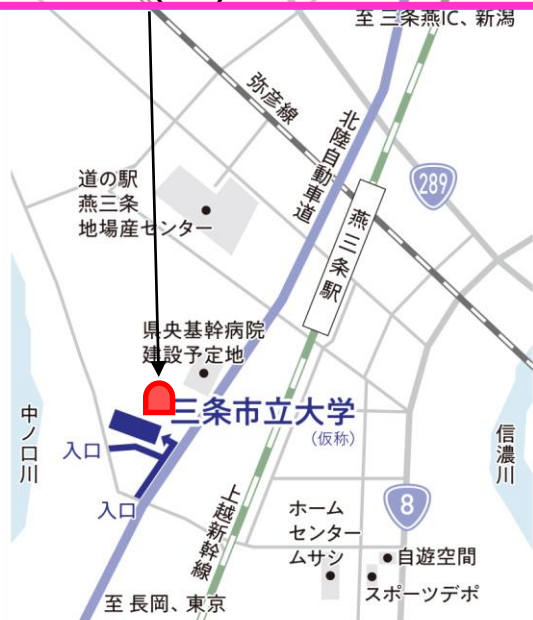 至 三条燕IC、新潟
弥彦線
北陸自動車道
289
道の駅
燕三条
地場産センター
燕三条駅
県央基幹病院
建設予定地
三条市立大学
(仮称)
中ノ口川
入口
信濃川
入口
上越新幹線
ホーム
センター
ムサシ
8
自遊空間
スポーツデポ
至 長岡、東京